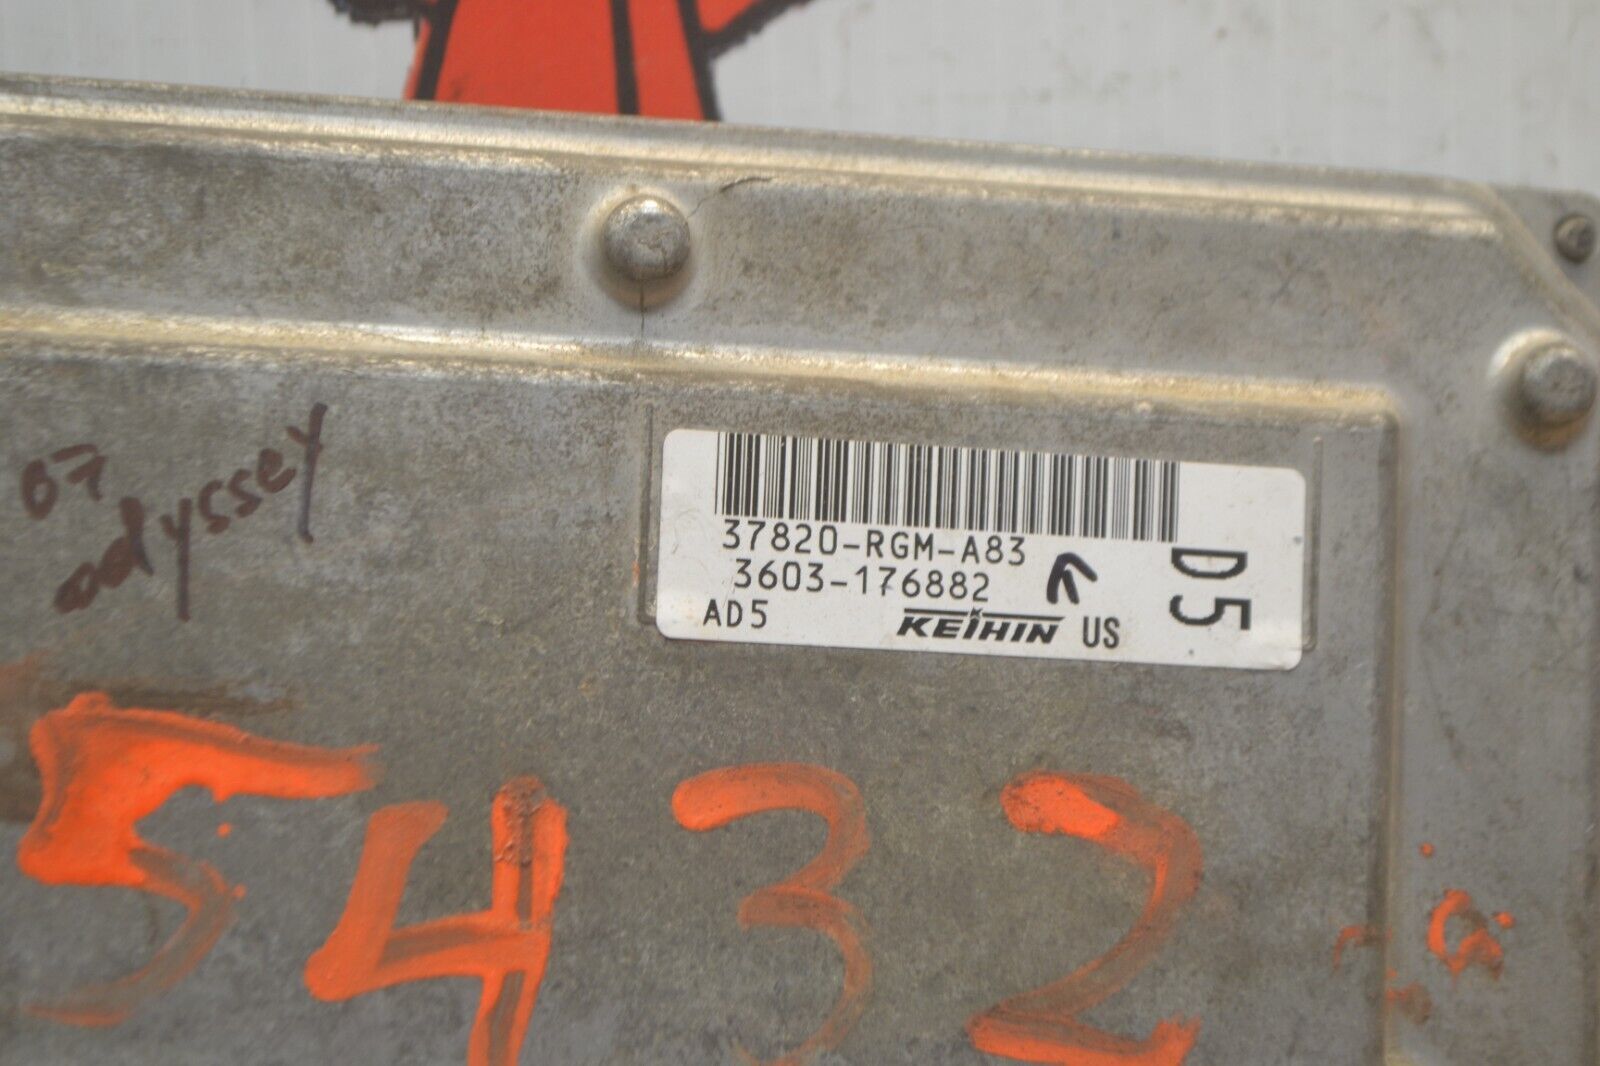 07
odyssey
37820-RGM-A83
3603-176882
AD5
KEIHIN US
D5
5432